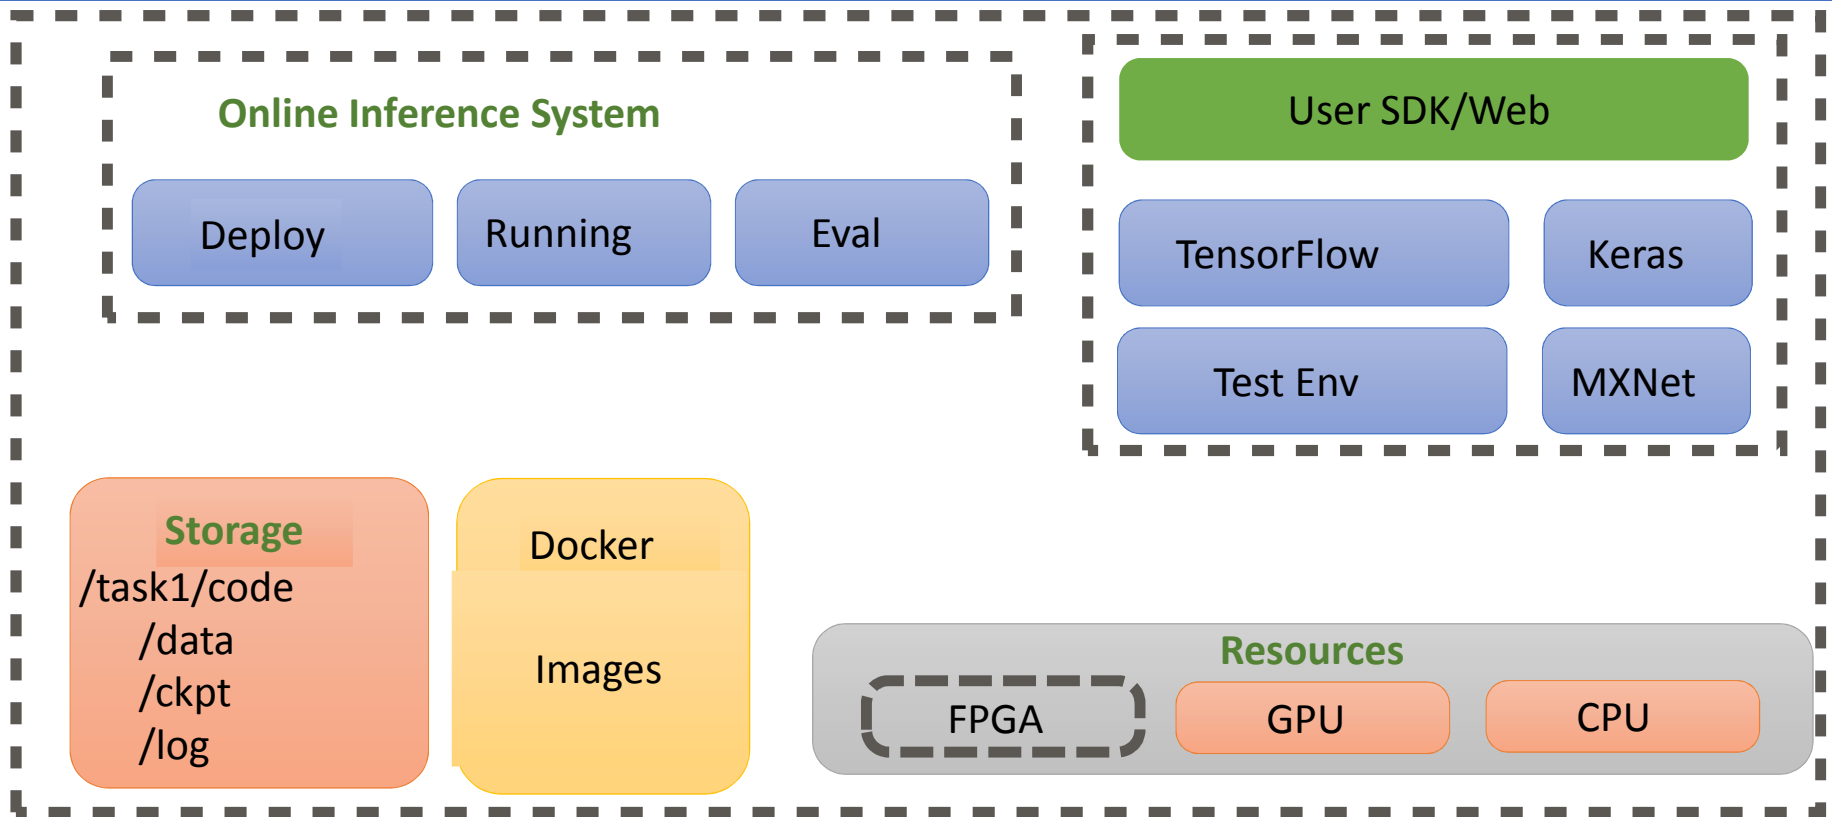 Online Inference System
Deploy
Running
Eval
User SDK/Web
TensorFlow
Keras
Test Env
MXNet
Storage
/task1/code
/data
/ckpt
/log
Docker
Images
Resources
FPGA
GPU
CPU